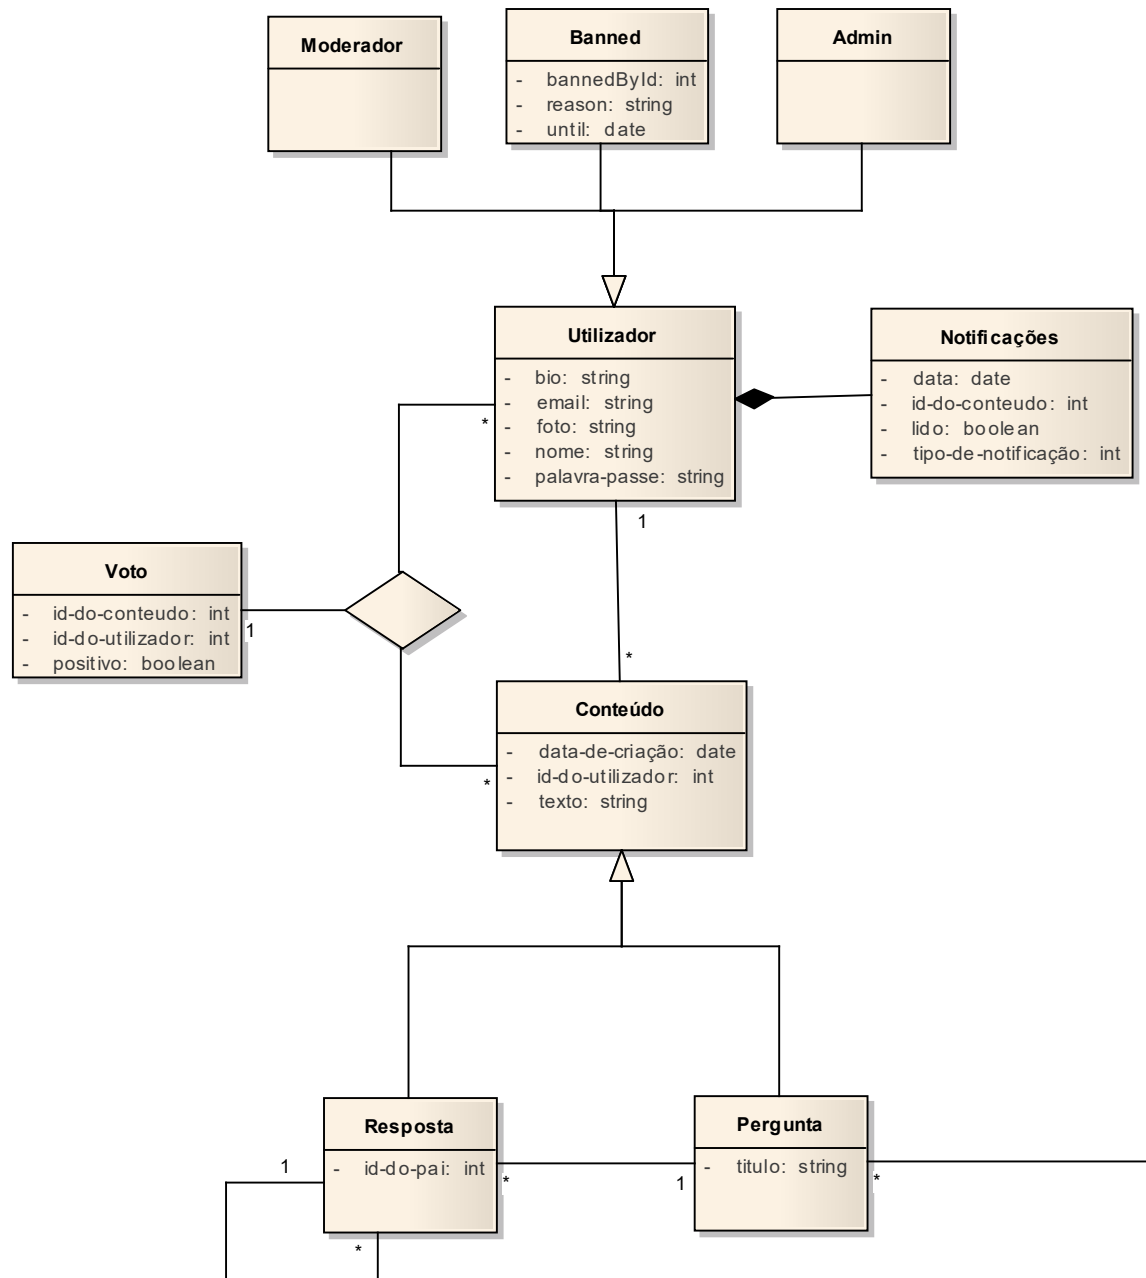 Moderador
Banned
- bannedById: int
- reason: string
- until: date
Admin
Utilizador
- bio: string
- email: string
- foto: string
- nome: string
- palavra-passe: string
Notificações
- data: date
- id-do-conteudo: int
- lido: boolean
- tipo-de-notificação: int
*
1
Voto
- id-do-conteudo: int
- id-do-utilizador: int
- positivo: boolean
1
*
Conteúdo
- data-de-criação: date
- id-do-utilizador: int
- texto: string
*
Resposta
- id-do-pai: int
1
*
*
Pergunta
- titulo: string
1
*